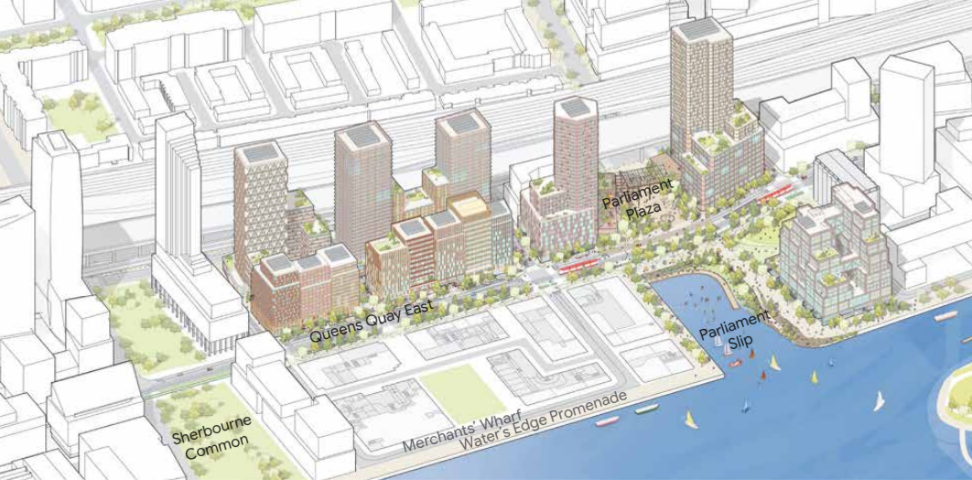 Parliament
Plaza
Queens Quay East
Parliament
Slip
Merchants' Wharf
Water's Edge Promenade
Sherbourne
Common